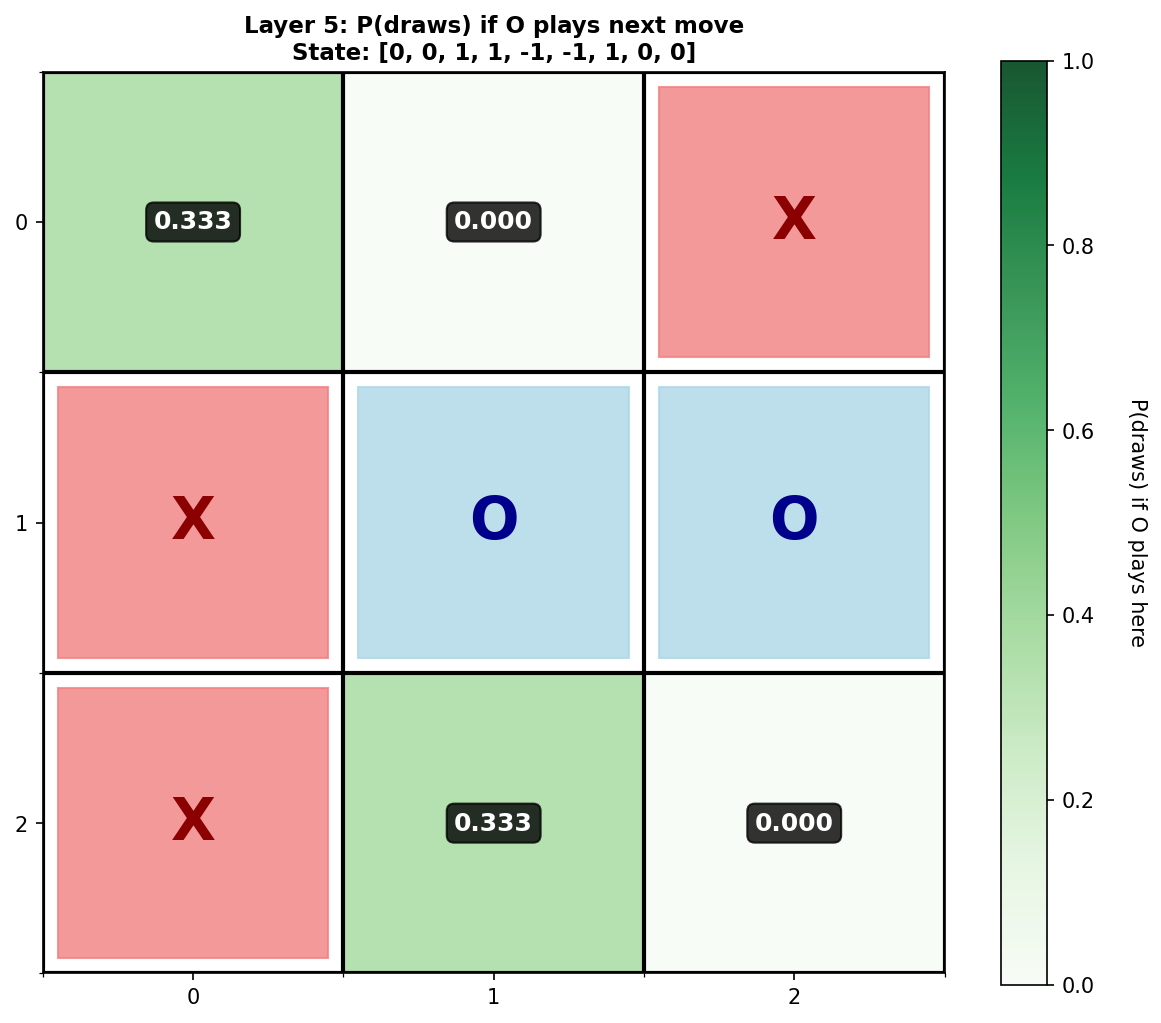 Layer 5: P(draws) if O plays next move
State: [0, 0, 1, 1, -1, -1, 1, 0, 0]
0 0.333 0.000 X
1 X O O
2 X 0.333 0.000
0 1 2
1.0
0.8
0.6
0.4
0.2
0.0
P(draws) if O plays here